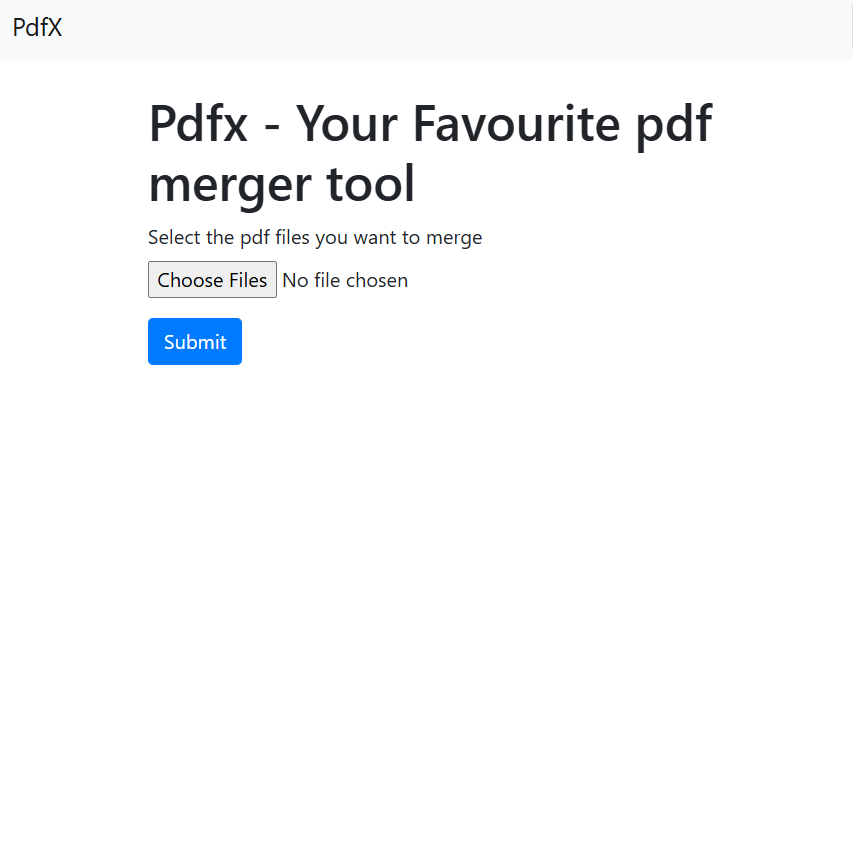 PdfX
Pdfx - Your Favourite pdf
merger tool
Select the pdf files you want to merge
Choose Files No file chosen
Submit